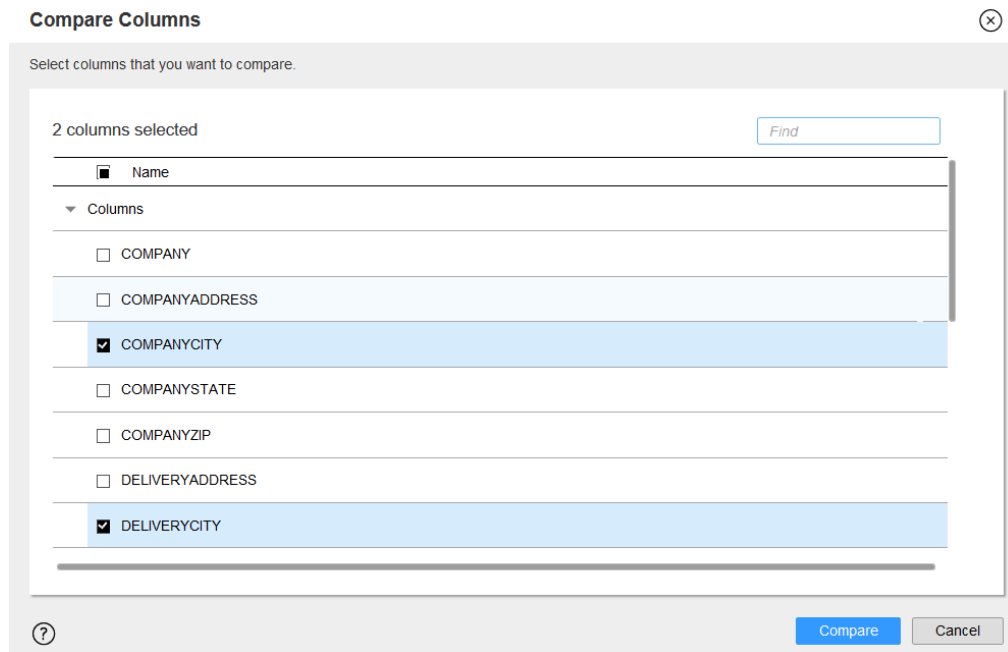 Compare Columns
Select columns that you want to compare.
2 columns selected
Find
Name
Columns
COMPANY
COMPANYADDRESS
COMPANYCITY
COMPANYSTATE
COMPANYZIP
DELIVERYADDRESS
DELIVERYCITY
?
Compare
Cancel